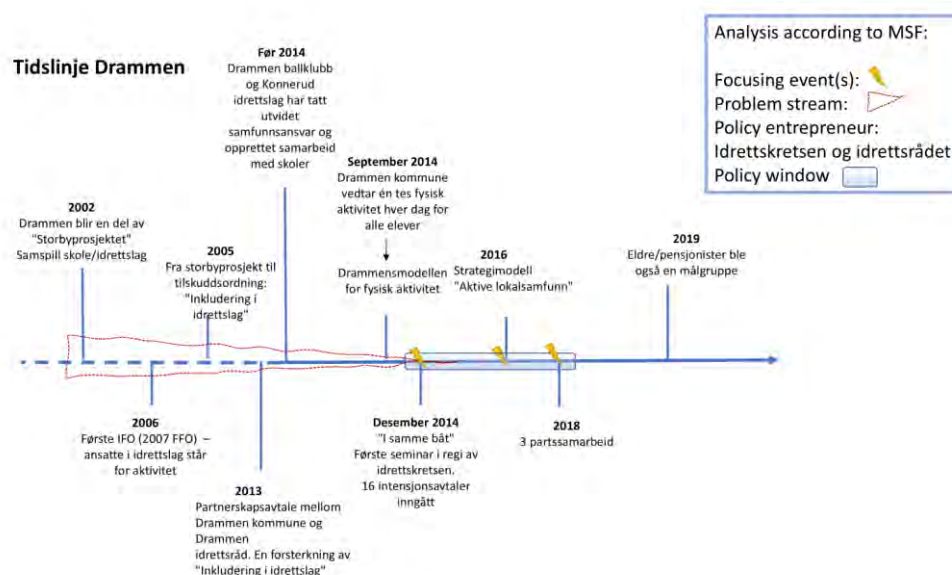 Tidslinje Drammen
2002
Drammen blir en del av
"Storbyprosjektet"
Samspill skole/idrettslag
2005
Fra storbyprosjekt til
tilskuddsordning:
"Inkludering i
idrettslag"
Før 2014
Drammen ballklubb
og Konnerud
idrettslag har tatt
utvidet
samfunnsansvar og
opprettet samarbeid
med skoler
September 2014
Drammen kommune
vedtar én tes fysisk
aktivitet hver dag for
alle elever
Drammensmodellen
for fysisk aktivitet
2016
Strategimodell
"Aktive lokalsamfunn"
2019
Eldre/pensjonister ble
også en målgruppe
2006
Første IFO (2007 FFO) –
ansatte i idrettslag står
for aktivitet
2013
Partnerskapsavtale mellom
Drammen kommune og
Drammen
idrettsråd. En forsterkning av
"Inkludering i idrettslag"
Desember 2014
"I samme båt"
Første seminar i regi av
idrettskretsen.
16 intensjonsavtaler
inngått
2018
3 partssamarbeid
Analysis according to MSF:
Focusing event(s):
Problem stream:
Policy entrepreneur:
Idrettskretsen og idrettsrådet
Policy window